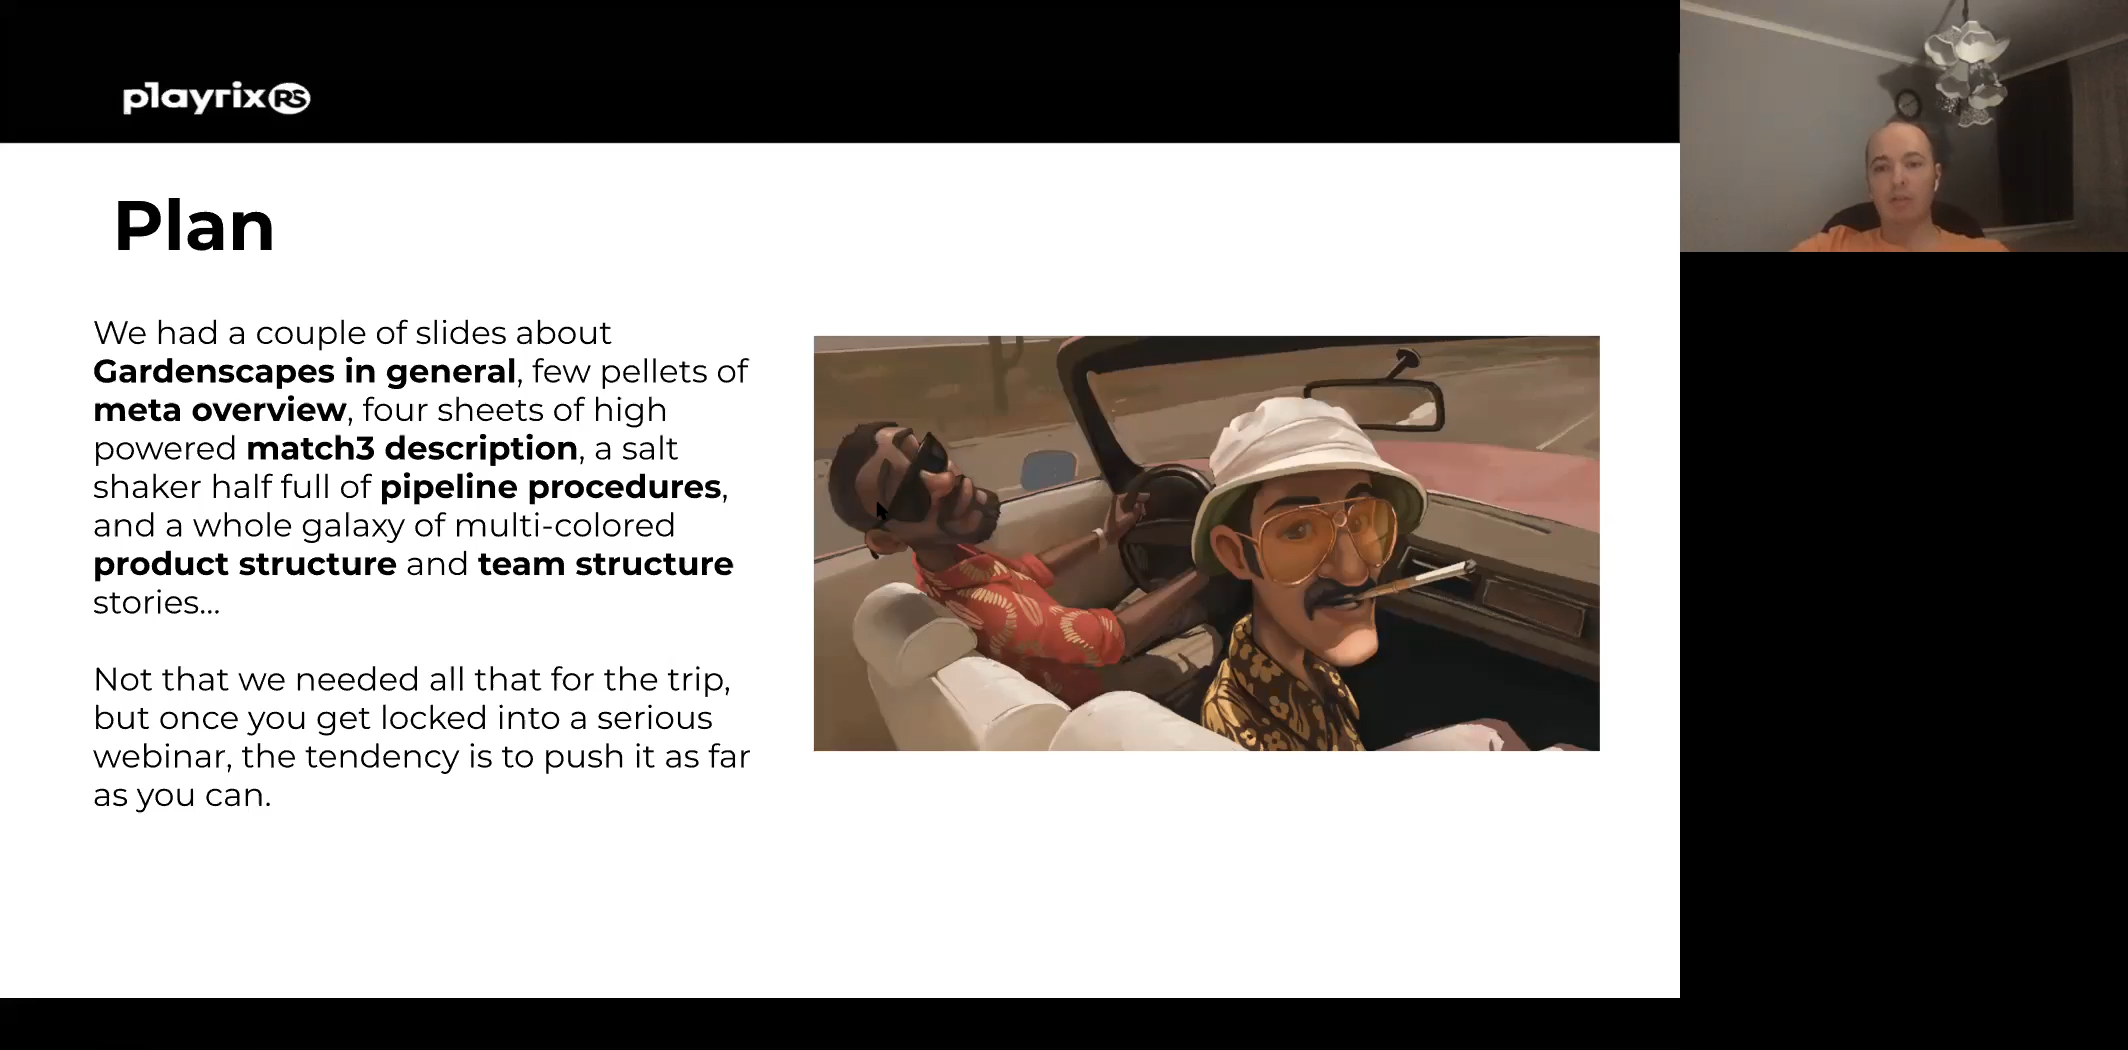 playrix RS
Plan
We had a couple of slides about
Gardenscapes in general, few pellets of
meta overview, four sheets of high
powered match3 description, a salt
shaker half full of pipeline procedures,
and a whole galaxy of multi-colored
product structure and team structure
stories...
Not that we needed all that for the trip,
but once you get locked into a serious
webinar, the tendency is to push it as far
as you can.